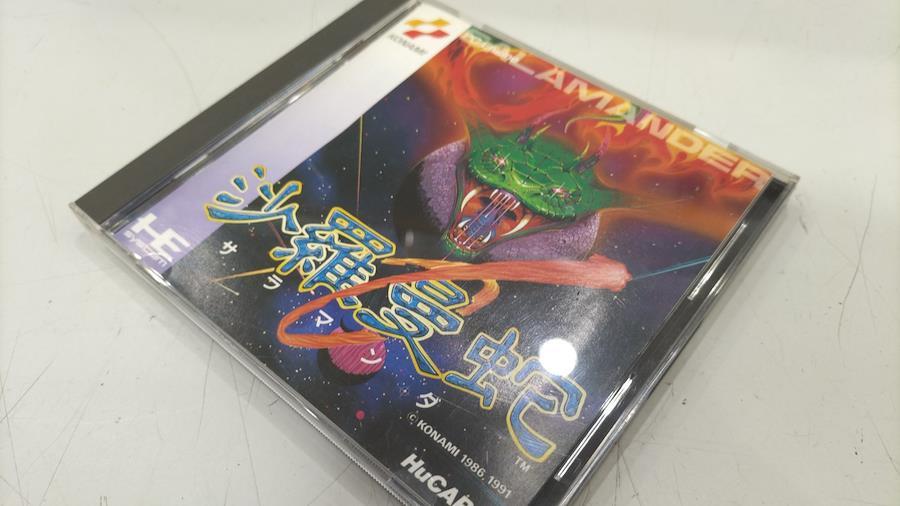 KONAMI
SALAMANDER
沙羅曼蛇
サラマンダ
TM
HE
SYSTEM
© KONAMI 1986, 1991
HuCARD